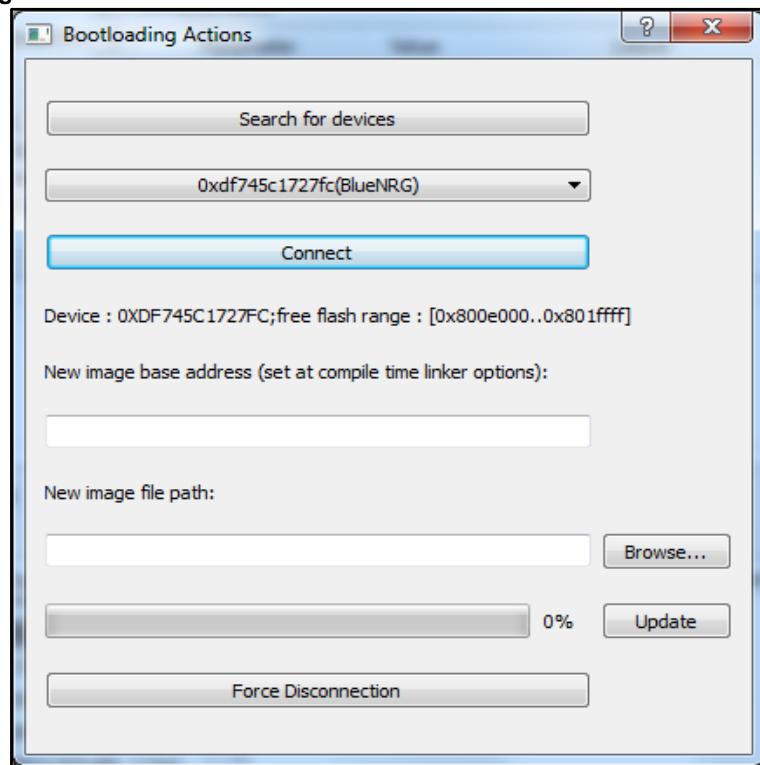 Bootloading Actions
Search for devices
0xdf745c1727fc(BlueNRG)
Connect
Device : 0XDF745C1727FC;free flash range : [0x800e000..0x801ffff]
New image base address (set at compile time linker options):
New image file path:
Browse...
0%
Update
Force Disconnection